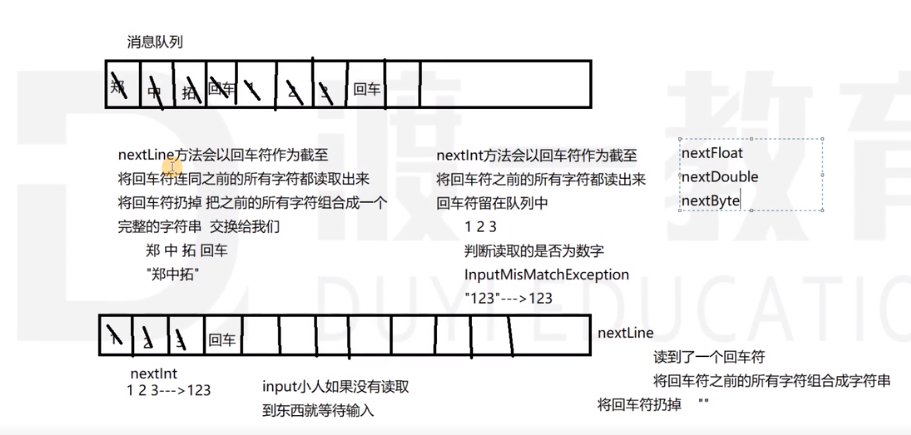 消息队列
郑 中 拓 回车 1 2 3 回车
nextLine方法会以回车符作为截至
将回车符连同之前的所有字符都读取出来
将回车符扔掉 把之前的所有字符组合成一个
完整的字符串 交换给我们
郑 中 拓 回车
"郑中拓"
nextInt方法会以回车符作为截至
将回车符之前的所有字符都读出来
回车符留在队列中
1 2 3
判断读取的是否为数字
InputMisMatchException
"123"--->123
nextFloat
nextDouble
nextByte
1 2 3 回车
nextInt
1 2 3--->123
input小人如果没有读取
到东西就等待输入
nextLine
读到了一个回车符
将回车符之前的所有字符组合成字符串
将回车符扔掉 ""
渡 教育
DUYI EDUCATIO